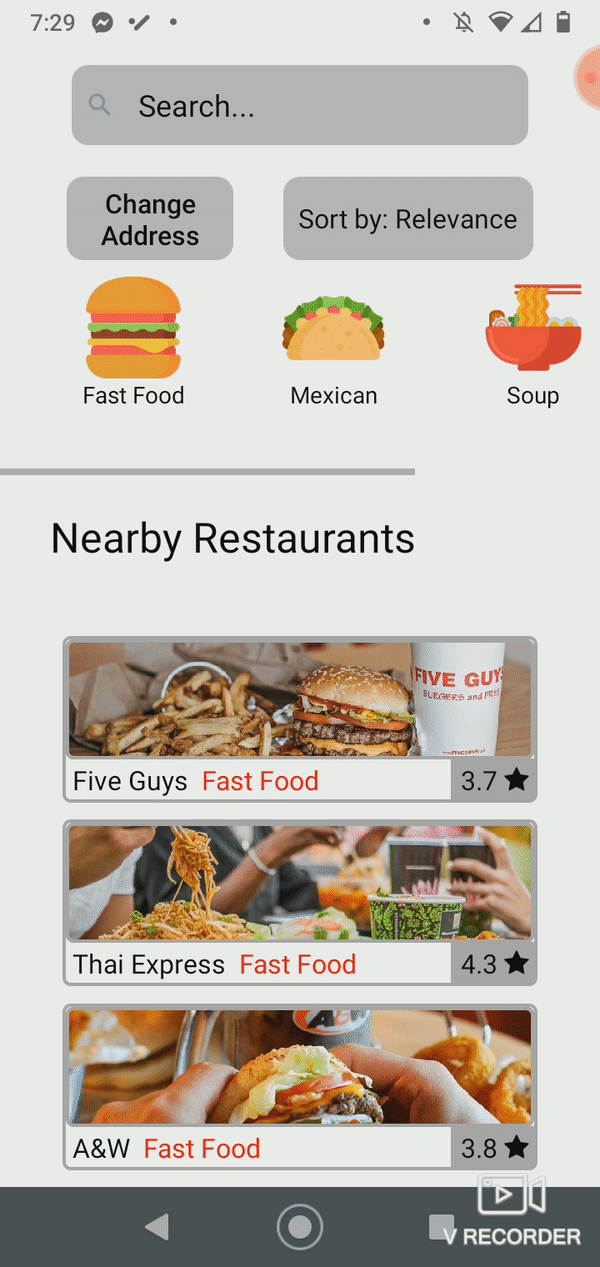 7:29
Search...
Change
Address
Sort by: Relevance
Fast Food
Mexican
Soup
Nearby Restaurants
FIVE GUYS
BURGERS and FRIES
Five Guys Fast Food 3.7
Thai Express Fast Food 4.3
A&W Fast Food 3.8
V RECORDER